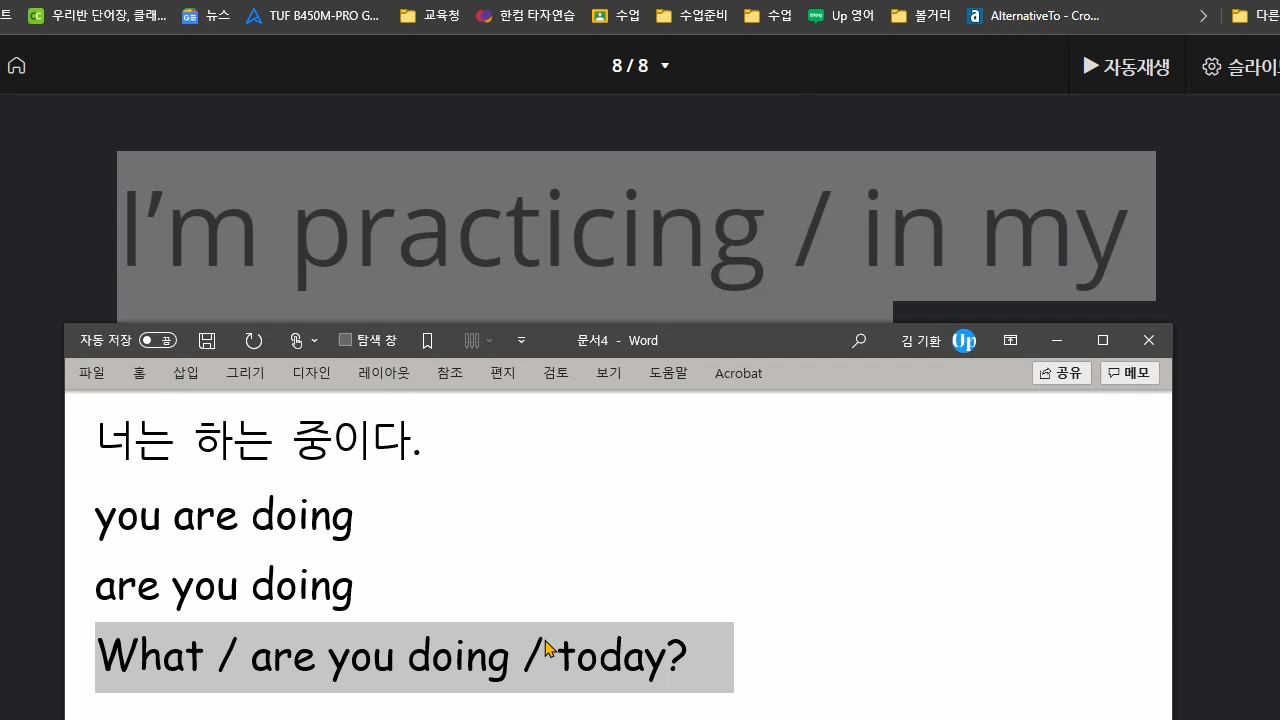 트 우리반 단어장, 클래... 뉴스 TUF B450M-PRO G... 교육청 한컴 타자연습 수업 수업준비 수업 Up 영어 볼거리 AlternativeTo - Cro... 다른
8 / 8 자동재생 슬라이드
I'm practicing / in my
자동 저장 끔 탐색 창 문서4 - Word 김 기환 Up
파일 홈 삽입 그리기 디자인 레이아웃 참조 편지 검토 보기 도움말 Acrobat 공유 메모
너는 하는 중이다.
you are doing
are you doing
What / are you doing / today?